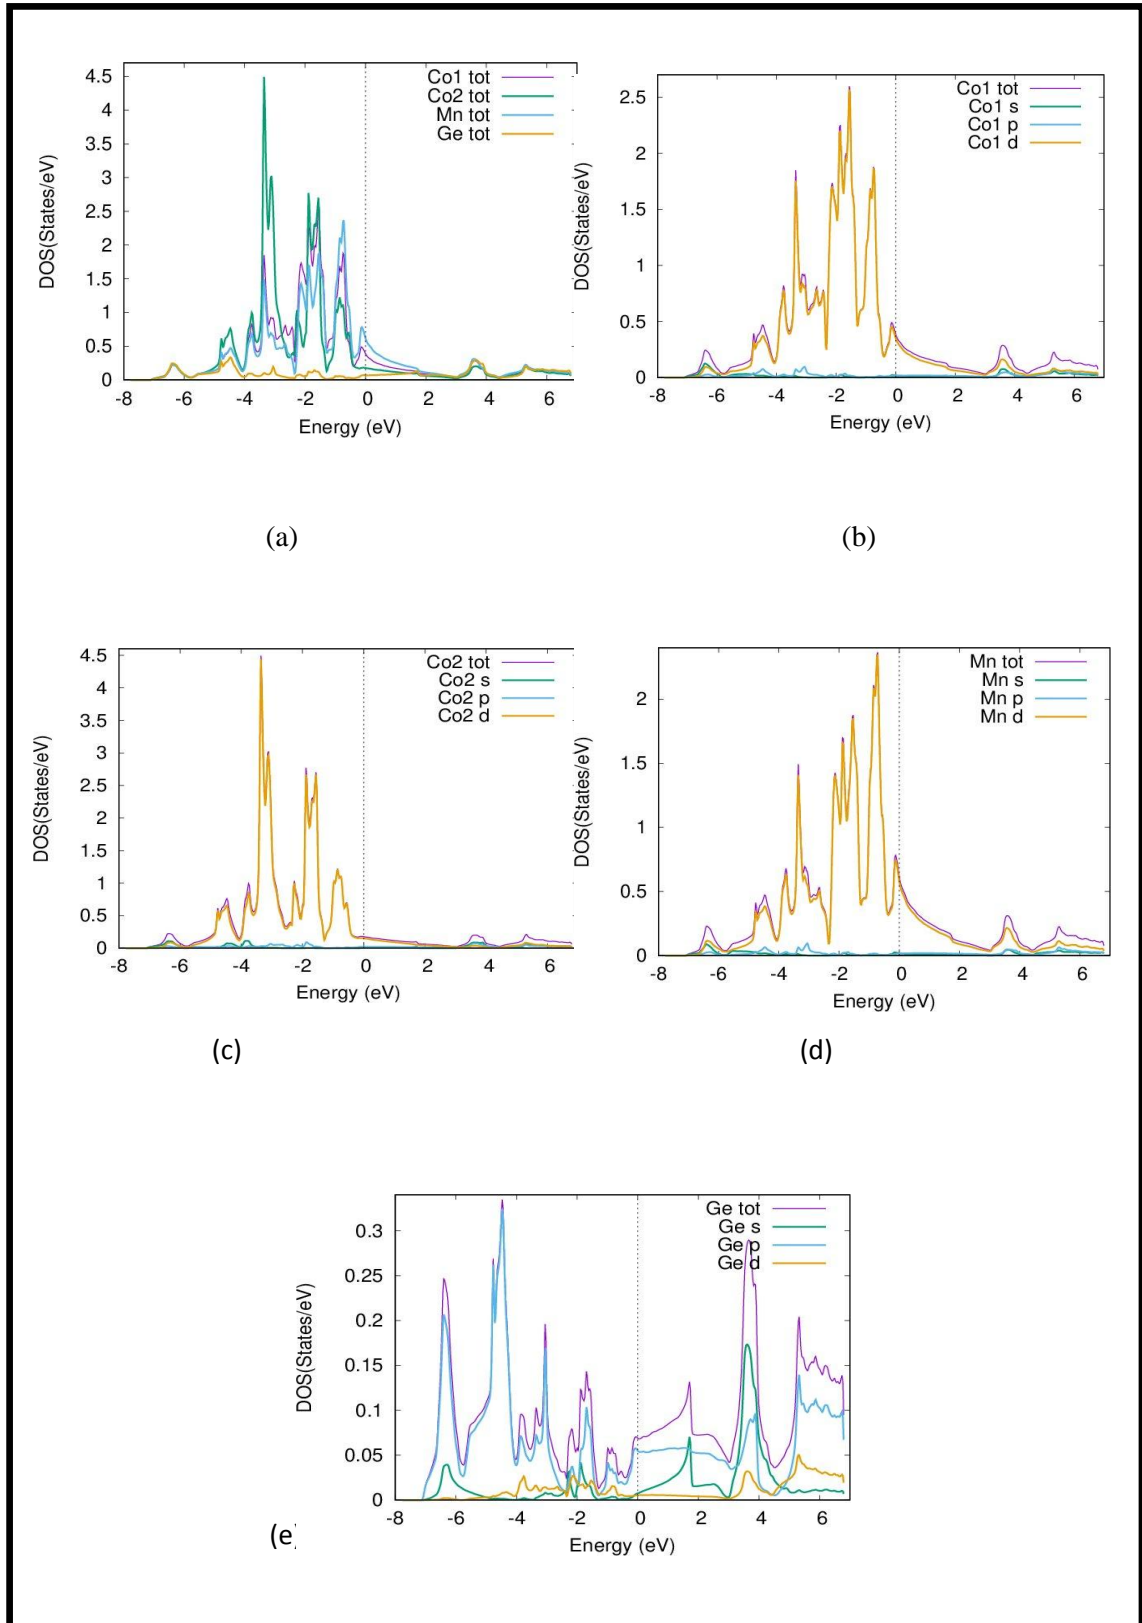 4.5
4
3.5
3
2.5
2
1.5
1
0.5
0
-8 -6 -4 -2 0 2 4 6
DOS(States/eV)
Energy (eV)
Co1 tot
Co2 tot
Mn tot
Ge tot
(a)
2.5
2
1.5
1
0.5
0
-8 -6 -4 -2 0 2 4 6
DOS(States/eV)
Energy (eV)
Co1 tot
Co1 s
Co1 p
Co1 d
(b)
4.5
4
3.5
3
2.5
2
1.5
1
0.5
0
-8 -6 -4 -2 0 2 4 6
DOS(States/eV)
Energy (eV)
Co2 tot
Co2 s
Co2 p
Co2 d
(c)
2
1.5
1
0.5
0
-8 -6 -4 -2 0 2 4 6
DOS(States/eV)
Energy (eV)
Mn tot
Mn s
Mn p
Mn d
(d)
0.3
0.25
0.2
0.15
0.1
0.05
0
-8 -6 -4 -2 0 2 4 6
DOS(States/eV)
Energy (eV)
Ge tot
Ge s
Ge p
Ge d
(e)